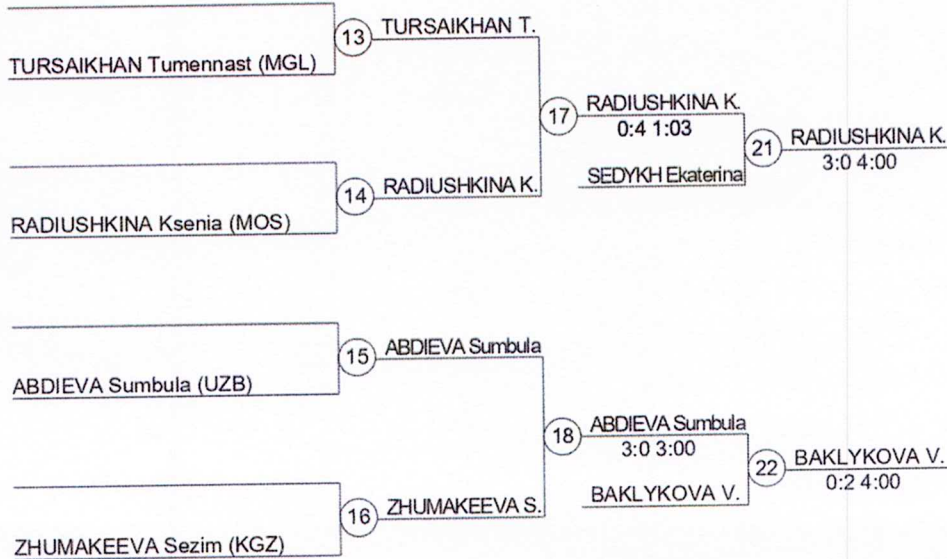 13 TURSAIKHAN T.
TURSAIKHAN Tumennast (MGL)
17 RADIUSHKINA K.
0:4 1:03
21 RADIUSHKINA K.
3:0 4:00
SEDYKH Ekaterina
14 RADIUSHKINA K.
RADIUSHKINA Ksenia (MOS)
15 ABDIEVA Sumbula
ABDIEVA Sumbula (UZB)
18 ABDIEVA Sumbula
3:0 3:00
22 BAKLYKOVA V.
0:2 4:00
BAKLYKOVA V.
16 ZHUMAKEEVA S.
ZHUMAKEEVA Sezim (KGZ)